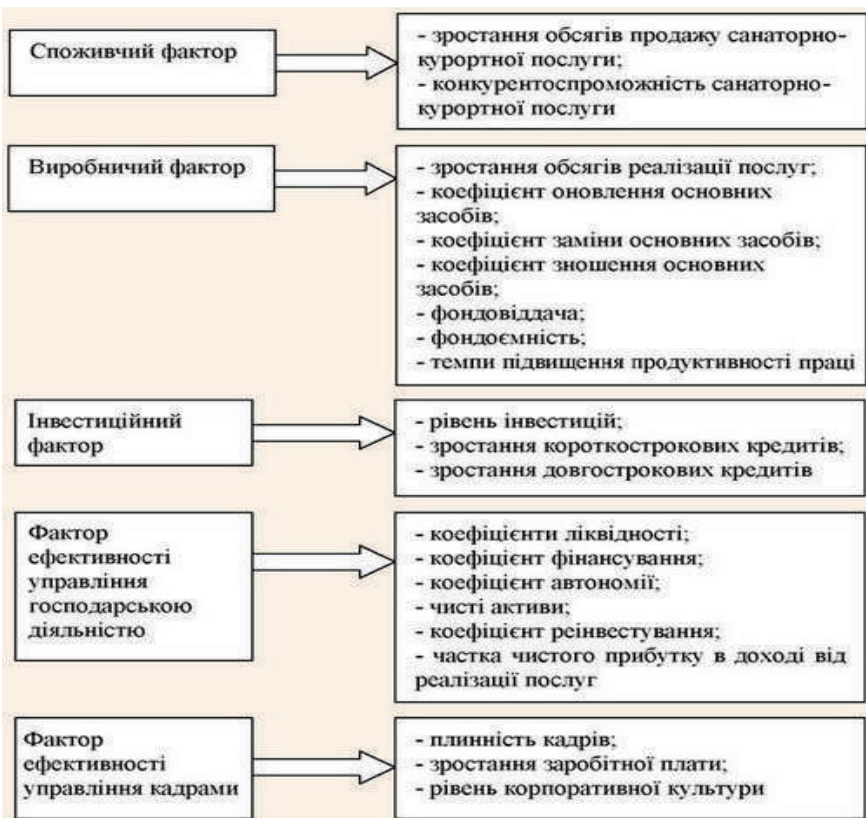 Споживчий фактор
- зростання обсягів продажу санаторно-
курортної послуги;
- конкурентоспроможність санаторно-
курортної послуги
Виробничий фактор
- зростання обсягів реалізації послуг;
- коефіцієнт оновлення основних
засобів;
- коефіцієнт заміни основних засобів;
- коефіцієнт зношення основних
засобів;
- фондовіддача;
- фондоємність;
- темпи підвищення продуктивності праці
Інвестиційний
фактор
- рівень інвестицій;
- зростання короткострокових кредитів;
- зростання довгострокових кредитів
Фактор
ефективності
управління
господарською
діяльністю
- коефіцієнти ліквідності;
- коефіцієнт фінансування;
- коефіцієнт автономії;
- чисті активи;
- коефіцієнт реінвестування;
- частка чистого прибутку в доході від
реалізації послуг
Фактор
ефективності
управління кадрами
- плинність кадрів;
- зростання заробітної плати;
- рівень корпоративної культури